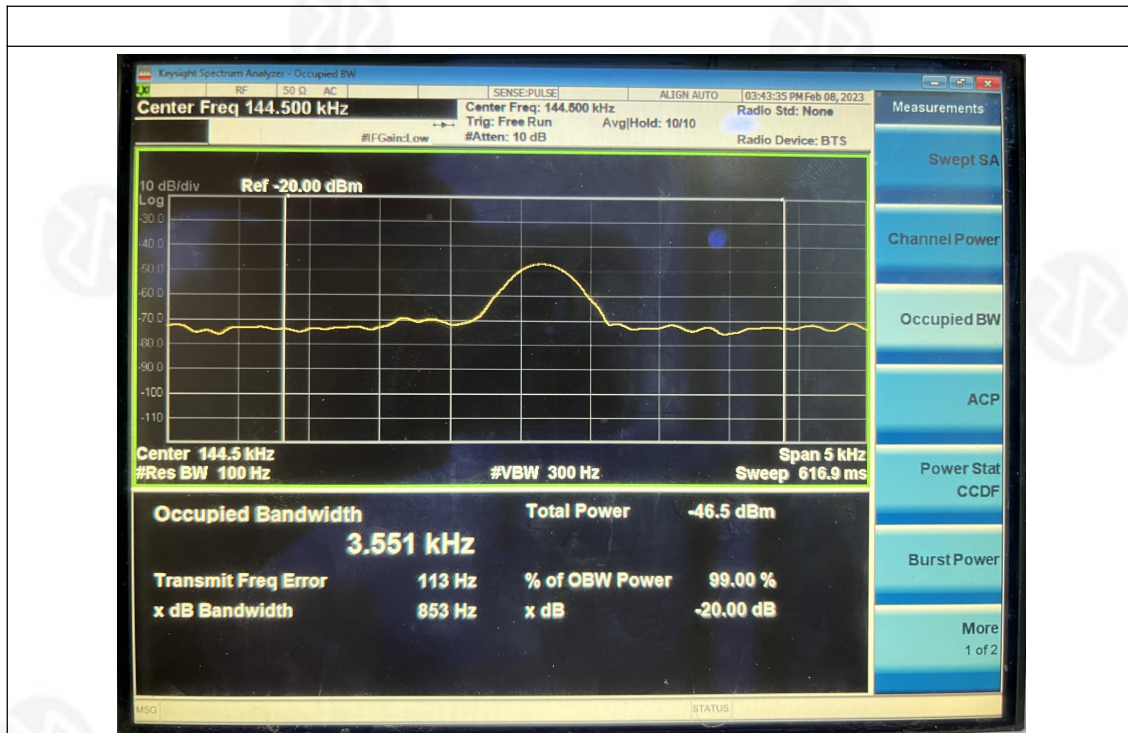 Keysight Spectrum Analyzer - Occupied BW
LXI RF 50 Ω AC SENSE:PULSE ALIGN AUTO 03:43:35 PM Feb 08, 2023
Center Freq 144.500 kHz
Center Freq: 144.500 kHz
Radio Std: None
Trig: Free Run Avg|Hold: 10/10
#IFGain:Low
#Atten: 10 dB
Radio Device: BTS
10 dB/div Ref -20.00 dBm
Log
-30.0
-40.0
-50.0
-60.0
-70.0
-80.0
-90.0
-100
-110
Center 144.5 kHz Span 5 kHz
#Res BW 100 Hz #VBW 300 Hz Sweep 616.9 ms
Occupied Bandwidth Total Power -46.5 dBm
3.551 kHz
Transmit Freq Error 113 Hz % of OBW Power 99.00 %
x dB Bandwidth 853 Hz x dB -20.00 dB
MSG STATUS
Measurements
Swept SA
Channel Power
Occupied BW
ACP
Power Stat
CCDF
Burst Power
More
1 of 2